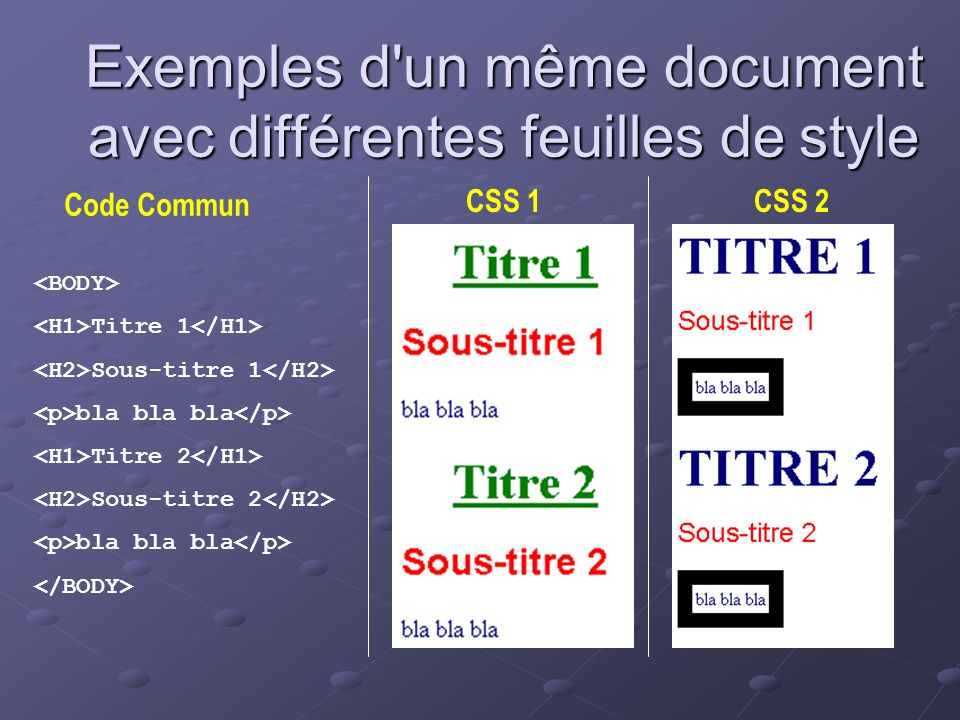 Exemples d'un même document
avec différentes feuilles de style
Code Commun
<BODY>
<H1>Titre 1</H1>
<H2>Sous-titre 1</H2>
<p>bla bla bla</p>
<H1>Titre 2</H1>
<H2>Sous-titre 2</H2>
<p>bla bla bla</p>
</BODY>
CSS 1
Titre 1
Sous-titre 1
bla bla bla
Titre 2
Sous-titre 2
bla bla bla
CSS 2
TITRE 1
Sous-titre 1
bla bla bla
TITRE 2
Sous-titre 2
bla bla bla